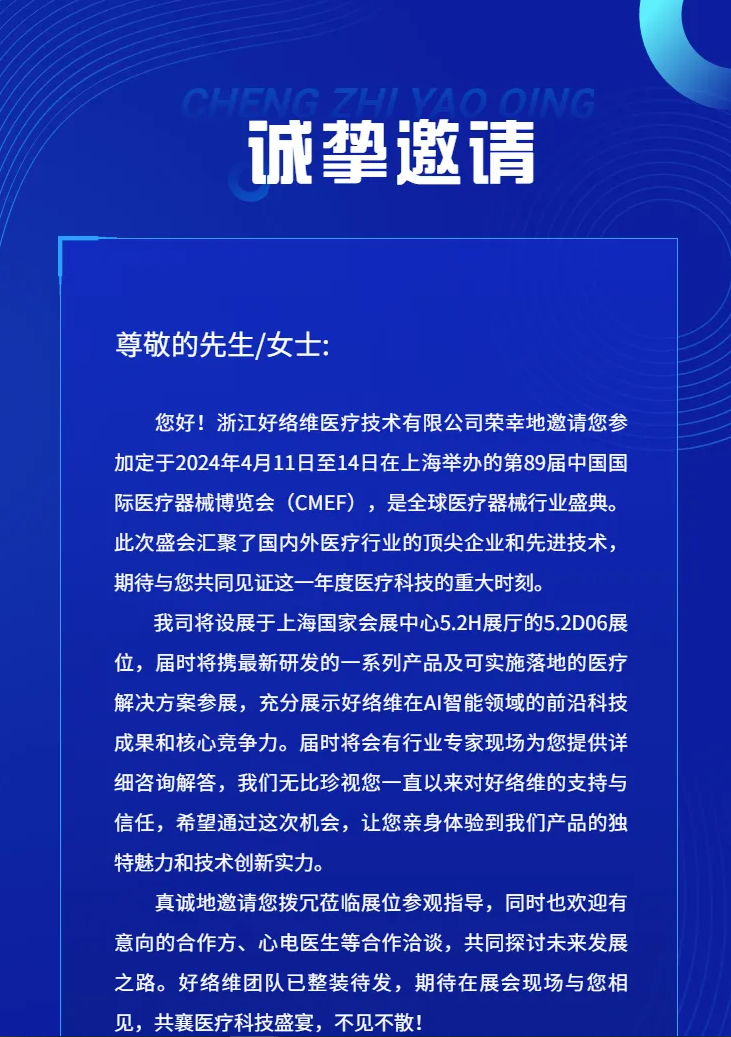 CHENG ZHI YAO QING
诚挚邀请
尊敬的先生/女士:
您好！浙江好络维医疗技术有限公司荣幸地邀请您参
加定于2024年4月11日至14日在上海举办的第89届中国国
际医疗器械博览会（CMEF），是全球医疗器械行业盛典。
此次盛会汇聚了国内外医疗行业的顶尖企业和先进技术，
期待与您共同见证这一年度医疗科技的重大时刻。
我司将设展于上海国家会展中心5.2H展厅的5.2D06展
位，届时将携最新研发的一系列产品及可实施落地的医疗
解决方案参展，充分展示好络维在AI智能领域的前沿科技
成果和核心竞争力。届时将会有行业专家现场为您提供详
细咨询解答，我们无比珍视您一直以来对好络维的支持与
信任，希望通过这次机会，让您亲身体验到我们产品的独
特魅力和技术创新实力。
真诚地邀请您拨冗莅临展位参观指导，同时也欢迎有
意向的合作方、心电医生等合作洽谈，共同探讨未来发展
之路。好络维团队已整装待发，期待在展会现场与您相
见，共襄医疗科技盛宴，不见不散！